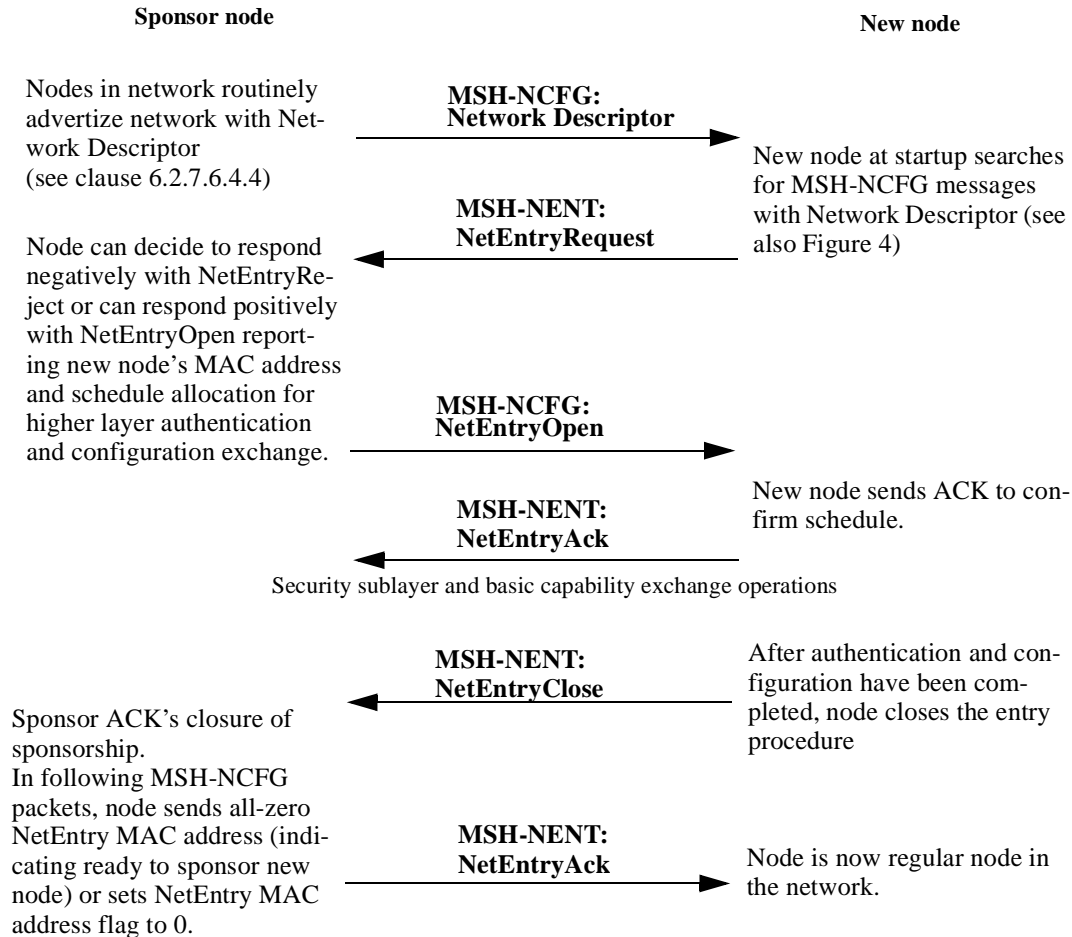 Sponsor node
New node
Nodes in network routinely
advertize network with Net-
work Descriptor
(see clause 6.2.7.6.4.4)
MSH-NCFG:
Network Descriptor
New node at startup searches
for MSH-NCFG messages
with Network Descriptor (see
also Figure 4)
MSH-NENT:
NetEntryRequest
Node can decide to respond
negatively with NetEntryRe-
ject or can respond positively
with NetEntryOpen report-
ing new node's MAC address
and schedule allocation for
higher layer authentication
and configuration exchange.
MSH-NCFG:
NetEntryOpen
New node sends ACK to con-
firm schedule.
MSH-NENT:
NetEntryAck
Security sublayer and basic capability exchange operations
MSH-NENT:
NetEntryClose
After authentication and con-
figuration have been com-
pleted, node closes the entry
procedure
Sponsor ACK's closure of
sponsorship.
In following MSH-NCFG
packets, node sends all-zero
NetEntry MAC address (indi-
cating ready to sponsor new
node) or sets NetEntry MAC
address flag to 0.
MSH-NENT:
NetEntryAck
Node is now regular node in
the network.